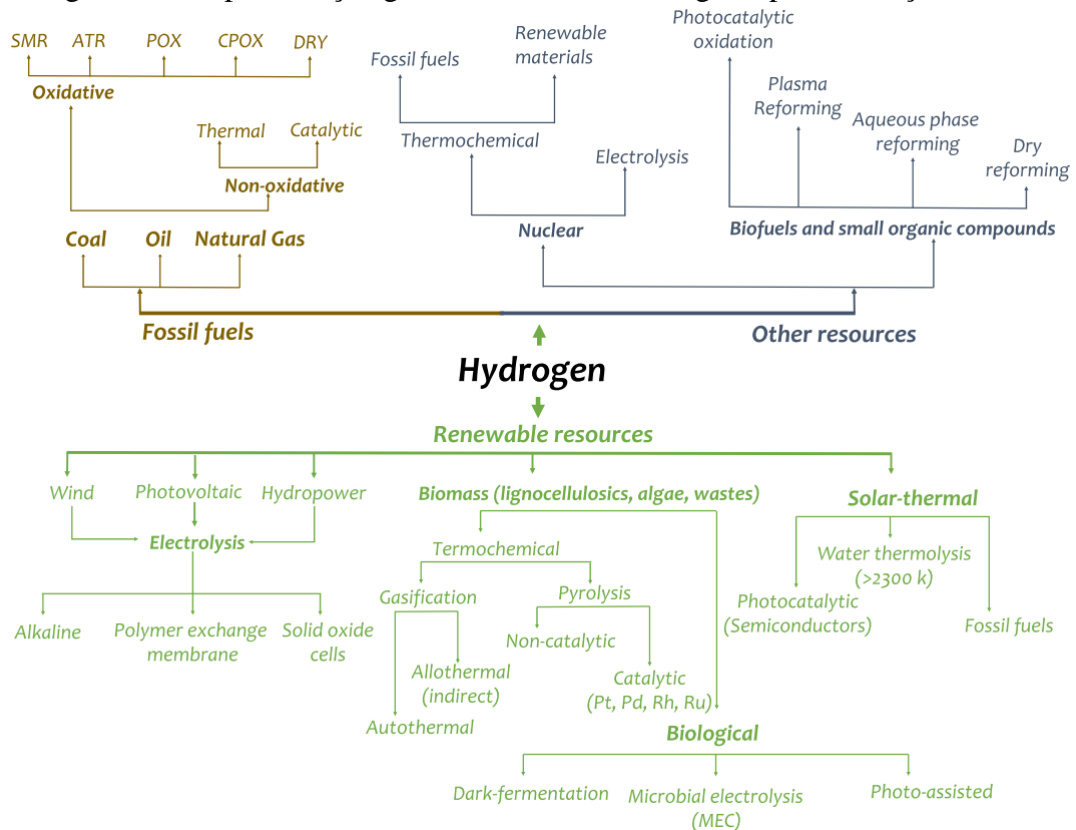 SMR ATR POX CPOX DRY
Oxidative
Thermal Catalytic
Non-oxidative
Coal Oil Natural Gas
Fossil fuels
Fossil fuels
Renewable
materials
Thermochemical
Electrolysis
Nuclear
Photocatalytic
oxidation
Plasma
Reforming
Aqueous phase
reforming
Dry
reforming
Biofuels and small organic compounds
Other resources
Hydrogen
Renewable resources
Wind Photovoltaic Hydropower
Electrolysis
Alkaline
Polymer exchange
membrane
Solid oxide
cells
Biomass (lignocellulosics, algae, wastes)
Termochemical
Gasification
Pyrolysis
Non-catalytic
Allothermal
(indirect)
Catalytic
(Pt, Pd, Rh, Ru)
Autothermal
Biological
Dark-fermentation
Microbial electrolysis
(MEC)
Photo-assisted
Solar-thermal
Water thermolysis
(>2300 k)
Photocatalytic
(Semiconductors)
Fossil fuels